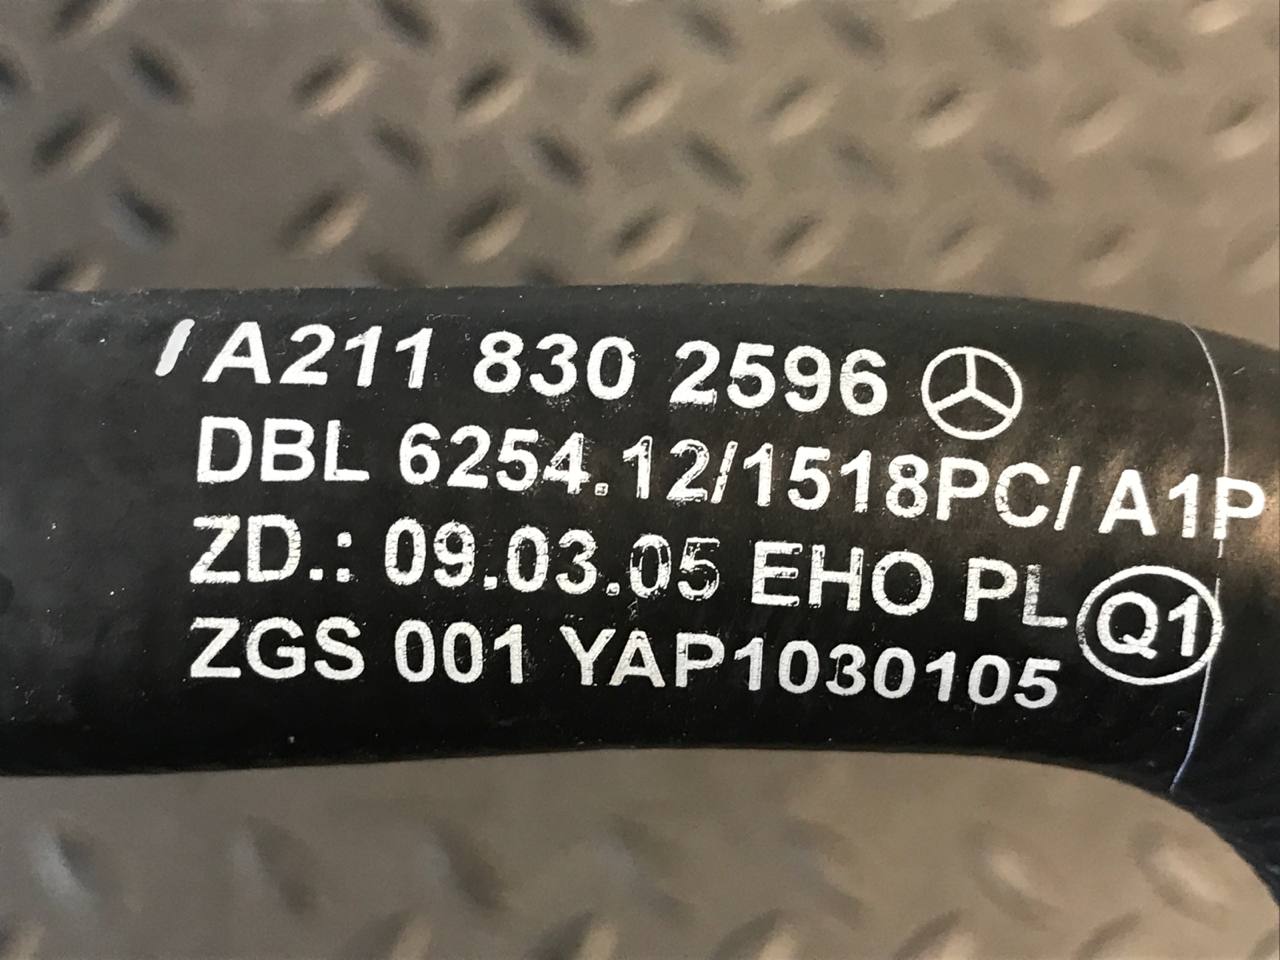 A211 830 2596
DBL 6254.12/1518PC/ A1P
ZD.: 09.03.05 EHO PL Q1
ZGS 001 YAP1030105